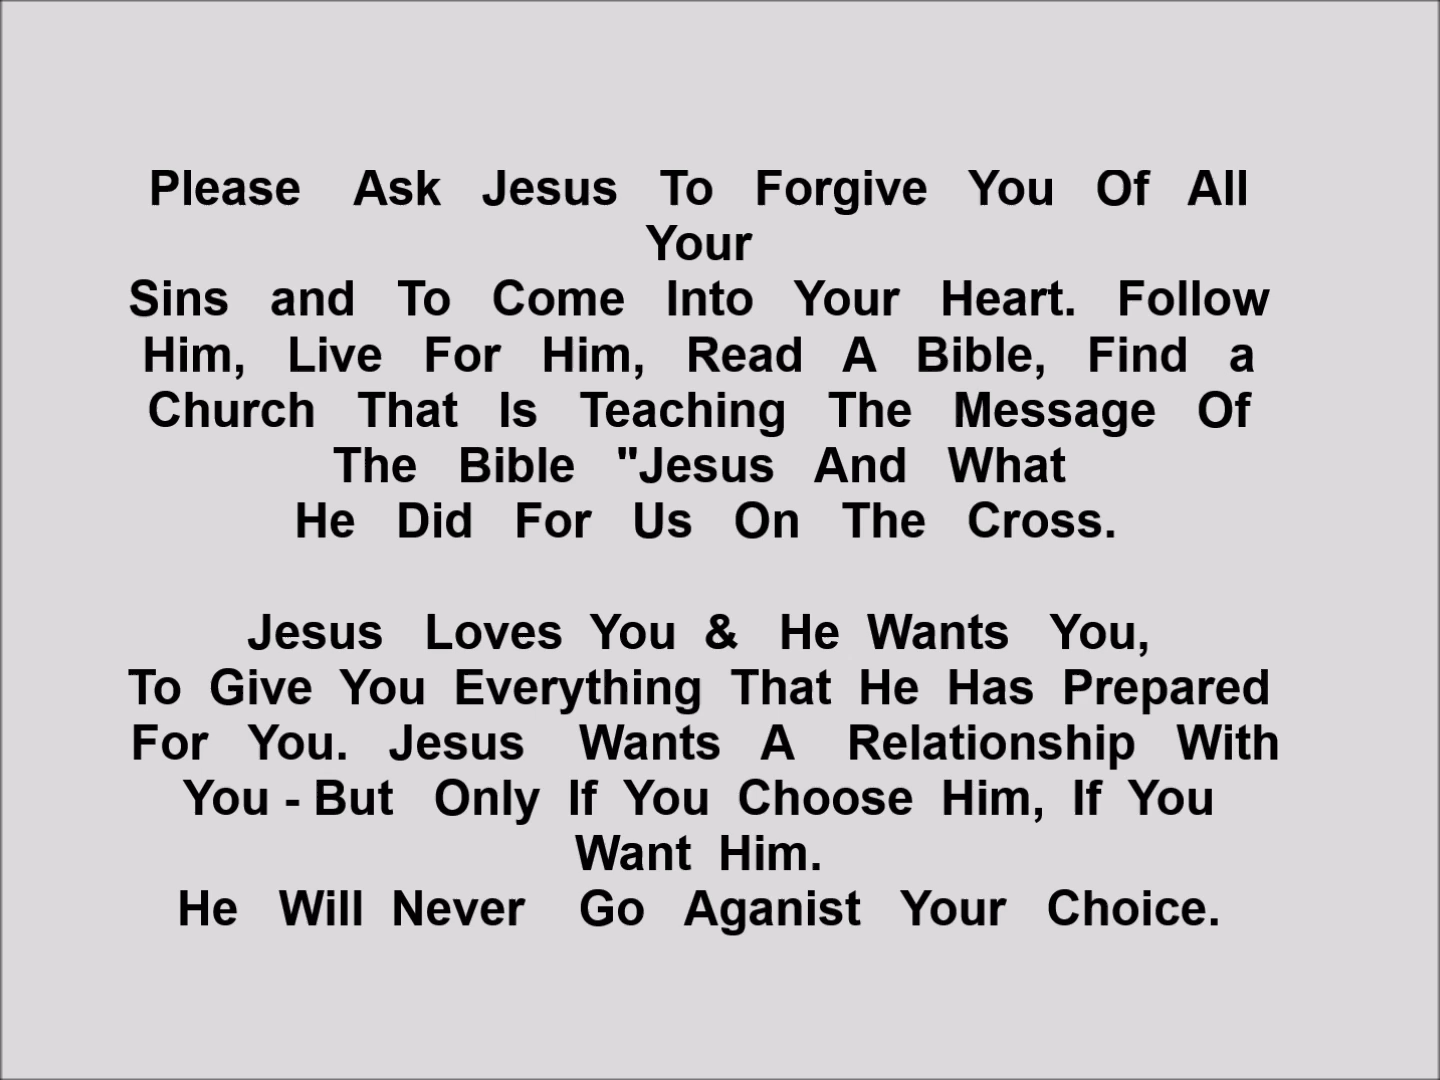 Please Ask Jesus To Forgive You Of All
Your
Sins and To Come Into Your Heart. Follow
Him, Live For Him, Read A Bible, Find a
Church That Is Teaching The Message Of
The Bible "Jesus And What
He Did For Us On The Cross.
Jesus Loves You & He Wants You,
To Give You Everything That He Has Prepared
For You. Jesus Wants A Relationship With
You - But Only If You Choose Him, If You
Want Him.
He Will Never Go Aganist Your Choice.